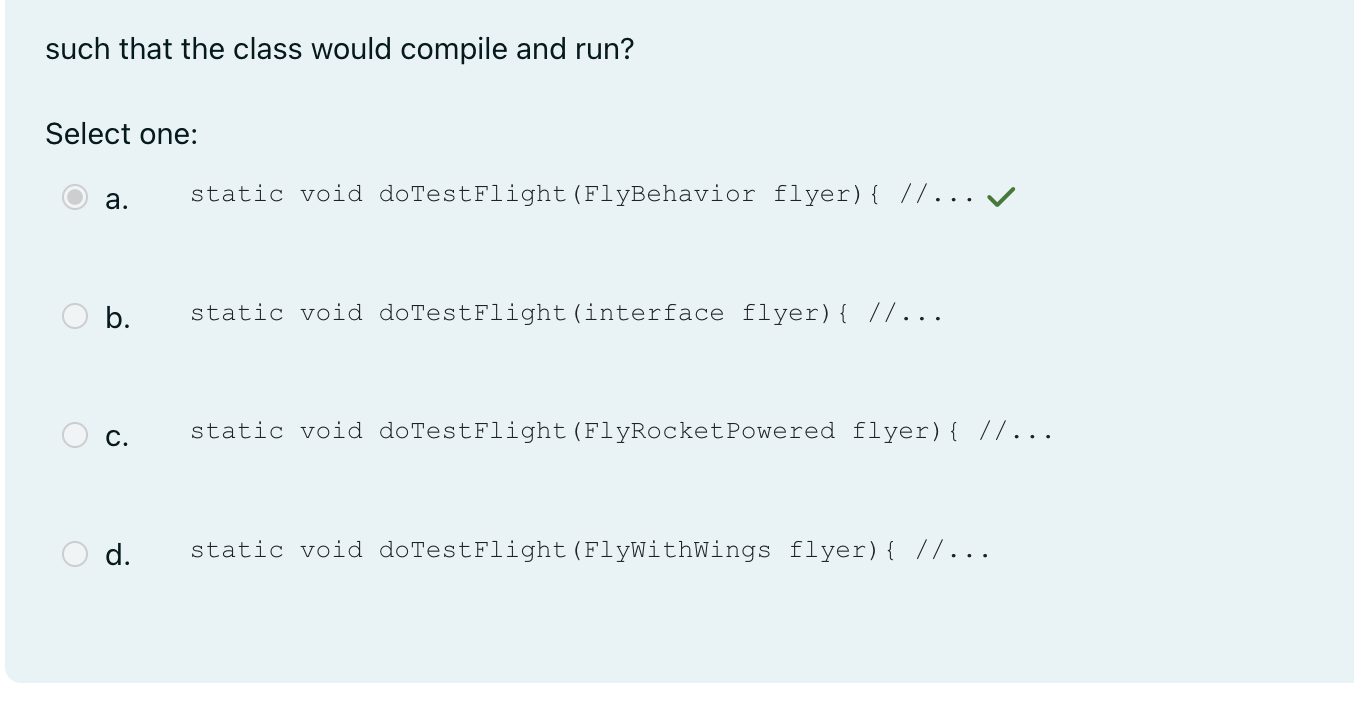 such that the class would compile and run?
Select one:
a. static void doTestFlight(FlyBehavior flyer){ //...
b. static void doTestFlight(interface flyer){ //...
c. static void doTestFlight(FlyRocketPowered flyer){ //...
d. static void doTestFlight(FlyWithWings flyer){ //...